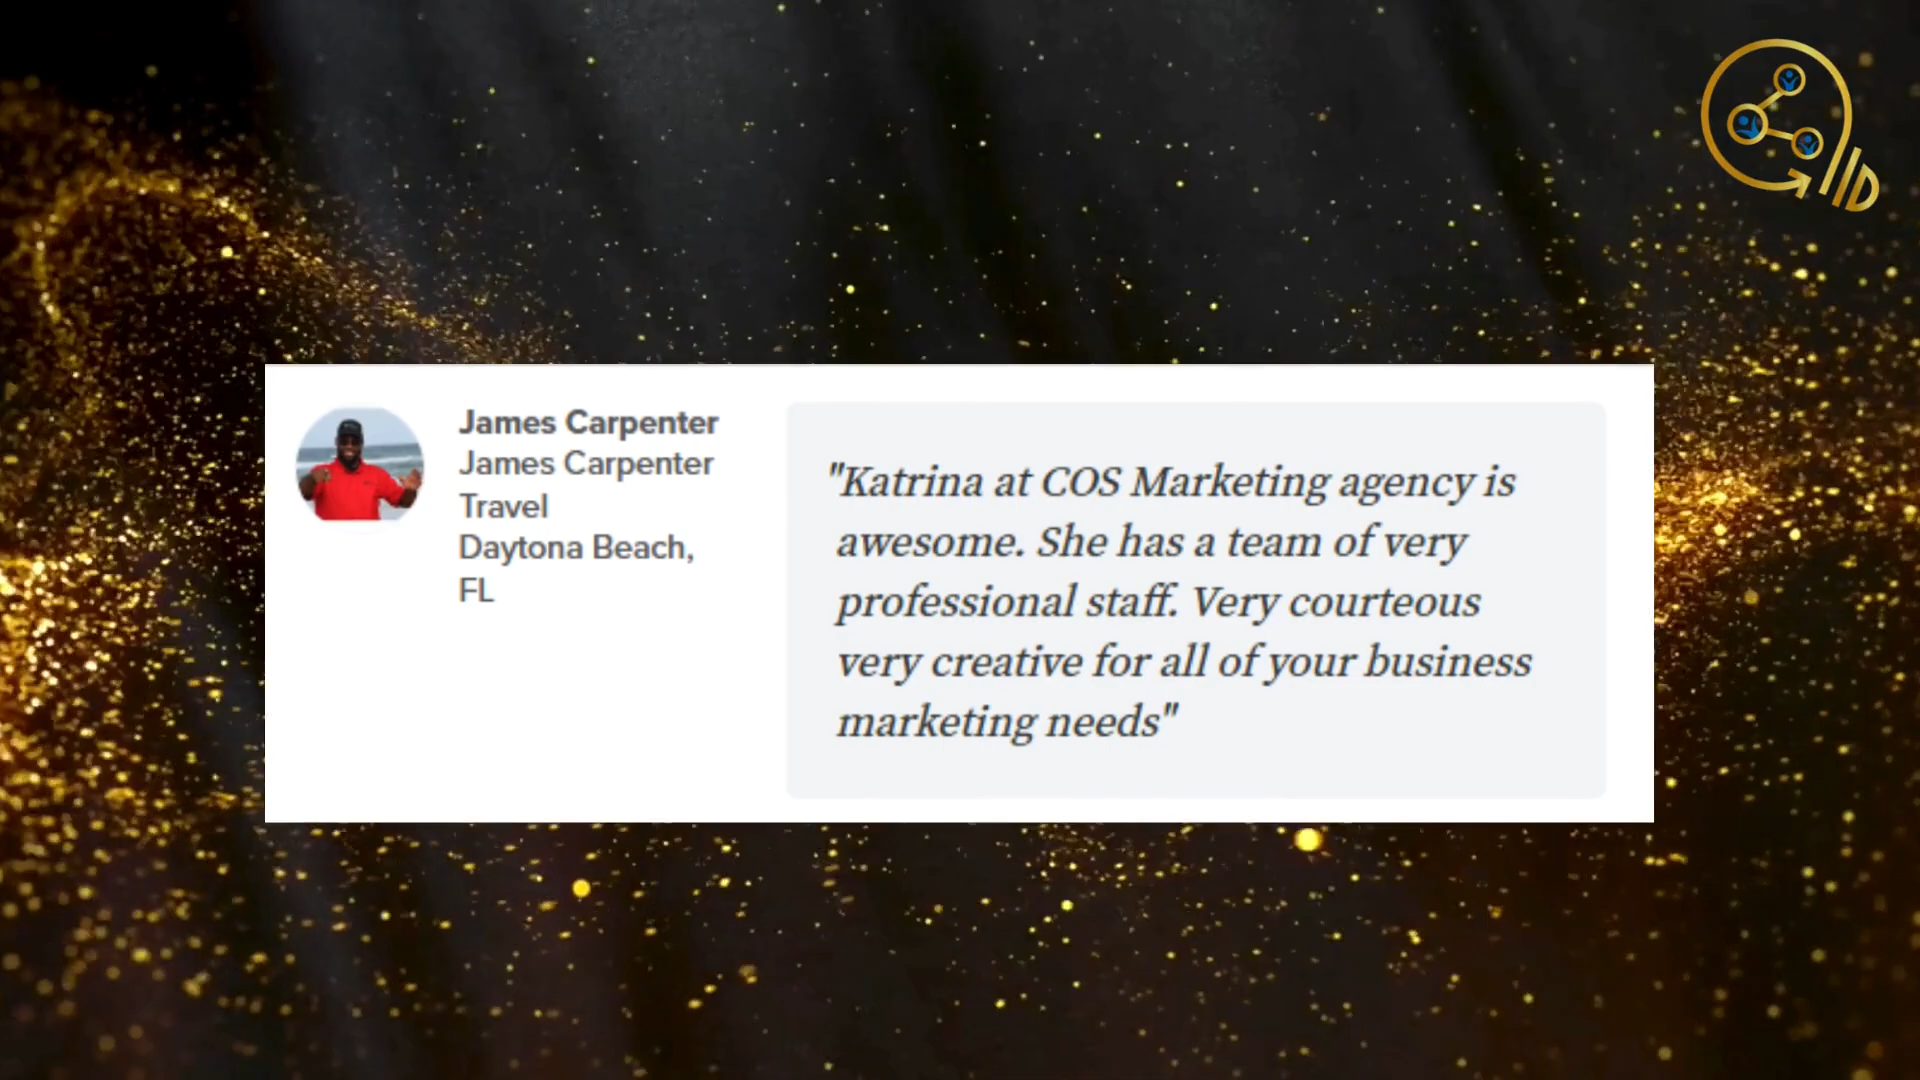 James Carpenter
James Carpenter
Travel
Daytona Beach,
FL
"Katrina at COS Marketing agency is
awesome. She has a team of very
professional staff. Very courteous
very creative for all of your business
marketing needs"